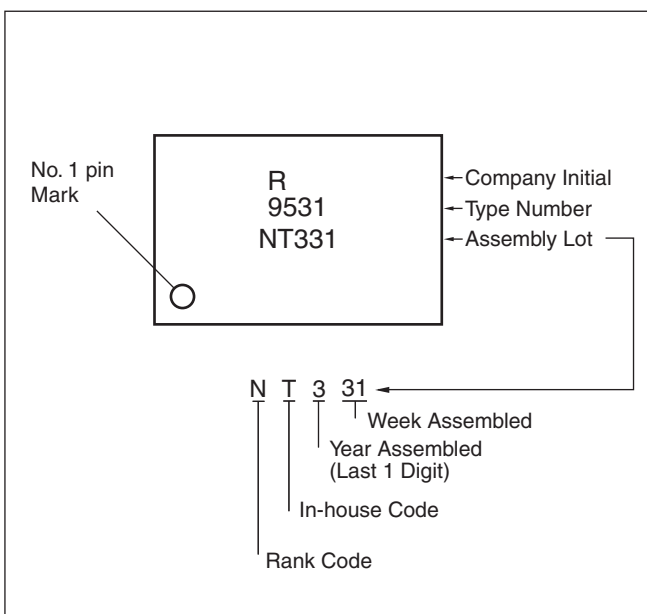 No. 1 pin
Mark
R
9531
NT331
Company Initial
Type Number
Assembly Lot
N T 3 31
Week Assembled
Year Assembled
(Last 1 Digit)
In-house Code
Rank Code